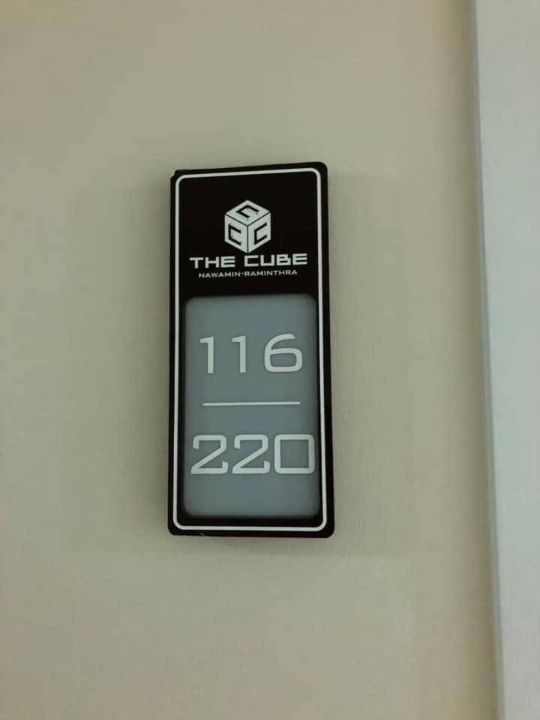 THE CUBE
NAWAMIN-RAMINTHRA
116
220